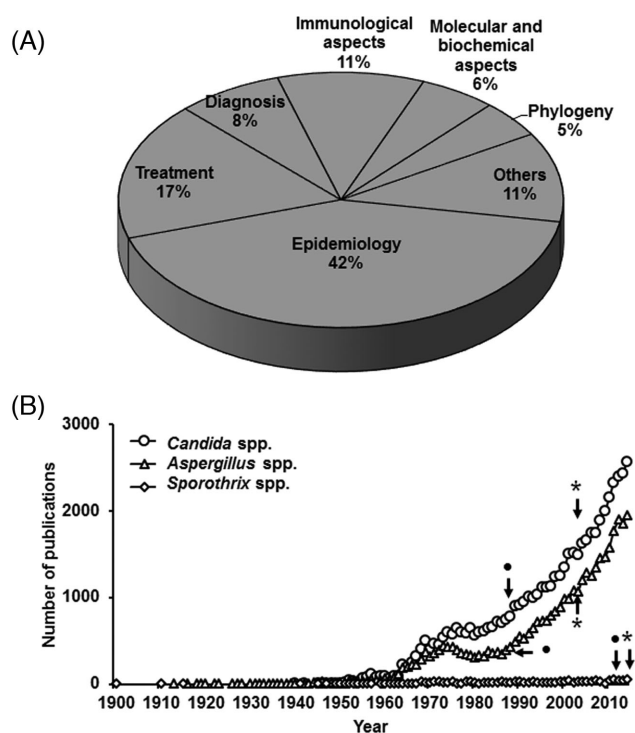 (A)
Immunological
aspects
11%
Molecular and
biochemical
aspects
6%
Phylogeny
5%
Diagnosis
8%
Treatment
17%
Others
11%
Epidemiology
42%
(B)
Number of publications
3000
2000
1000
0
Candida spp.
Aspergillus spp.
Sporothrix spp.
*
*
*
1900 1910 1920 1930 1940 1950 1960 1970 1980 1990 2000 2010
Year